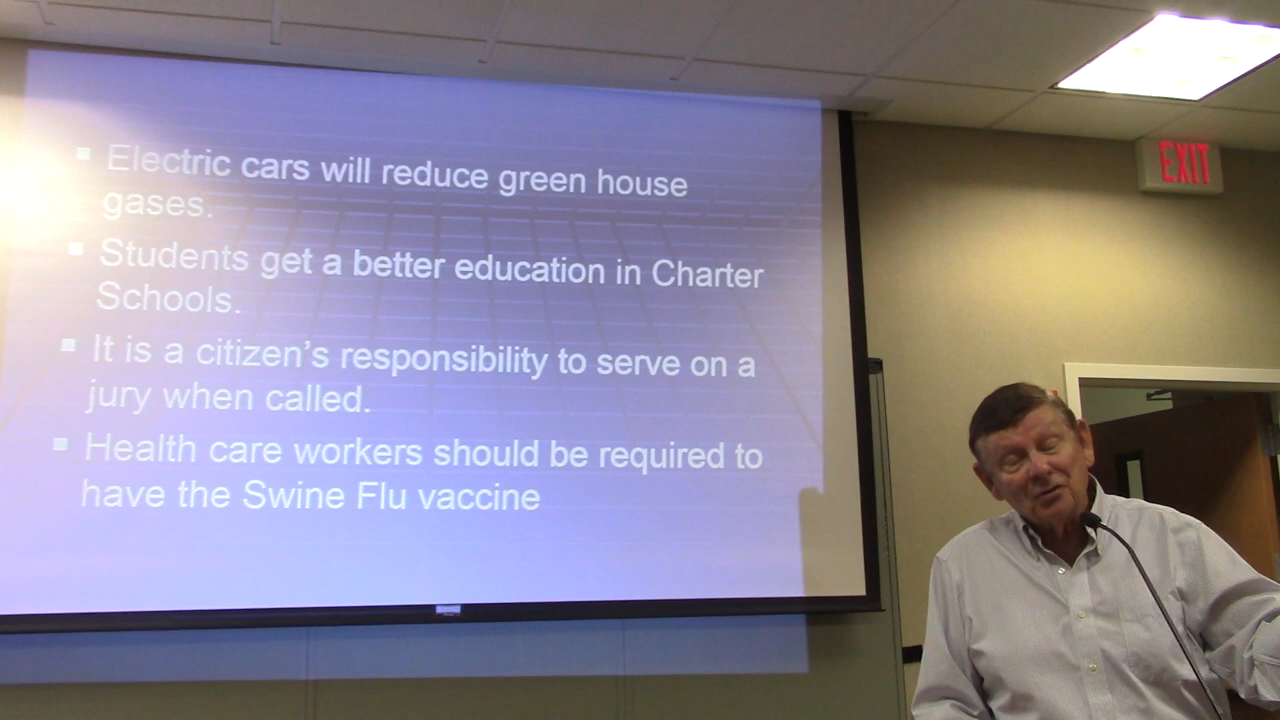 Electric cars will reduce green house
gases.
Students get a better education in Charter
Schools.
It is a citizen's responsibility to serve on a
jury when called.
Health care workers should be required to
have the Swine Flu vaccine
EXIT